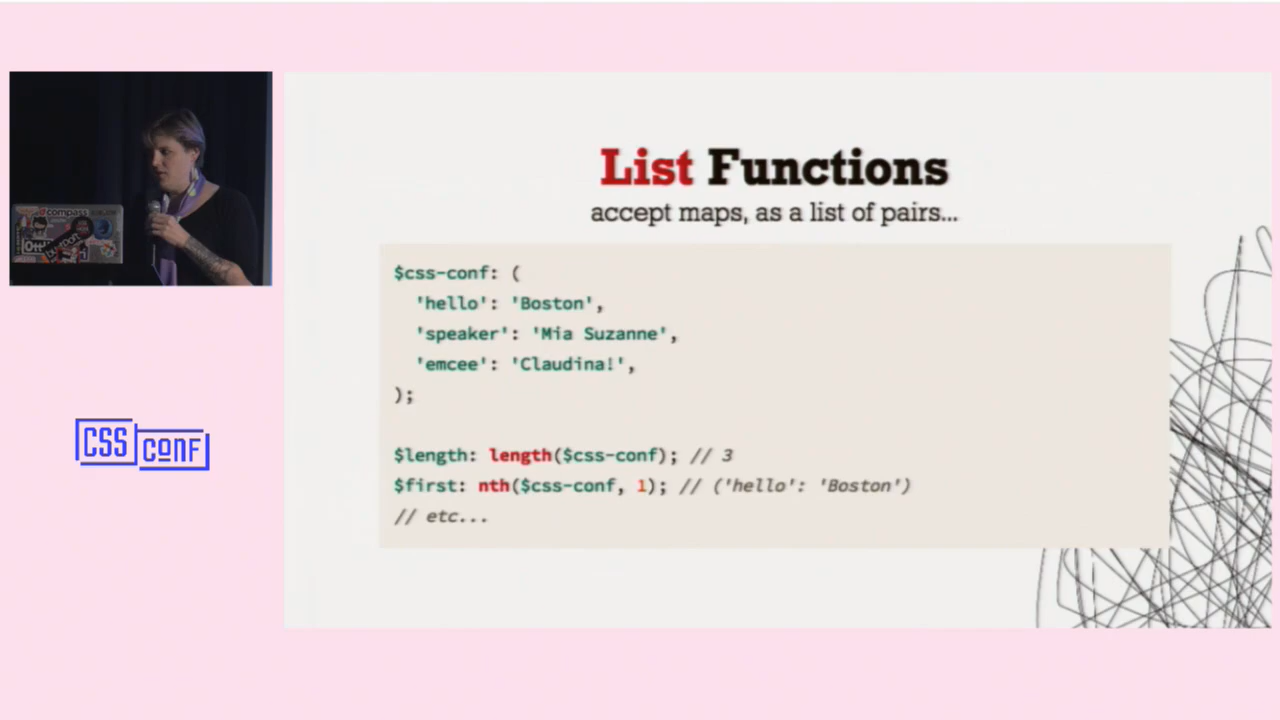 List Functions
accept maps, as a list of pairs...
$css-conf: (
'hello': 'Boston',
'speaker': 'Mia Suzanne',
'emcee': 'Claudina!',
);
$length: length($css-conf); // 3
$first: nth($css-conf, 1); // ('hello': 'Boston')
// etc...
compass
CSS
CONF